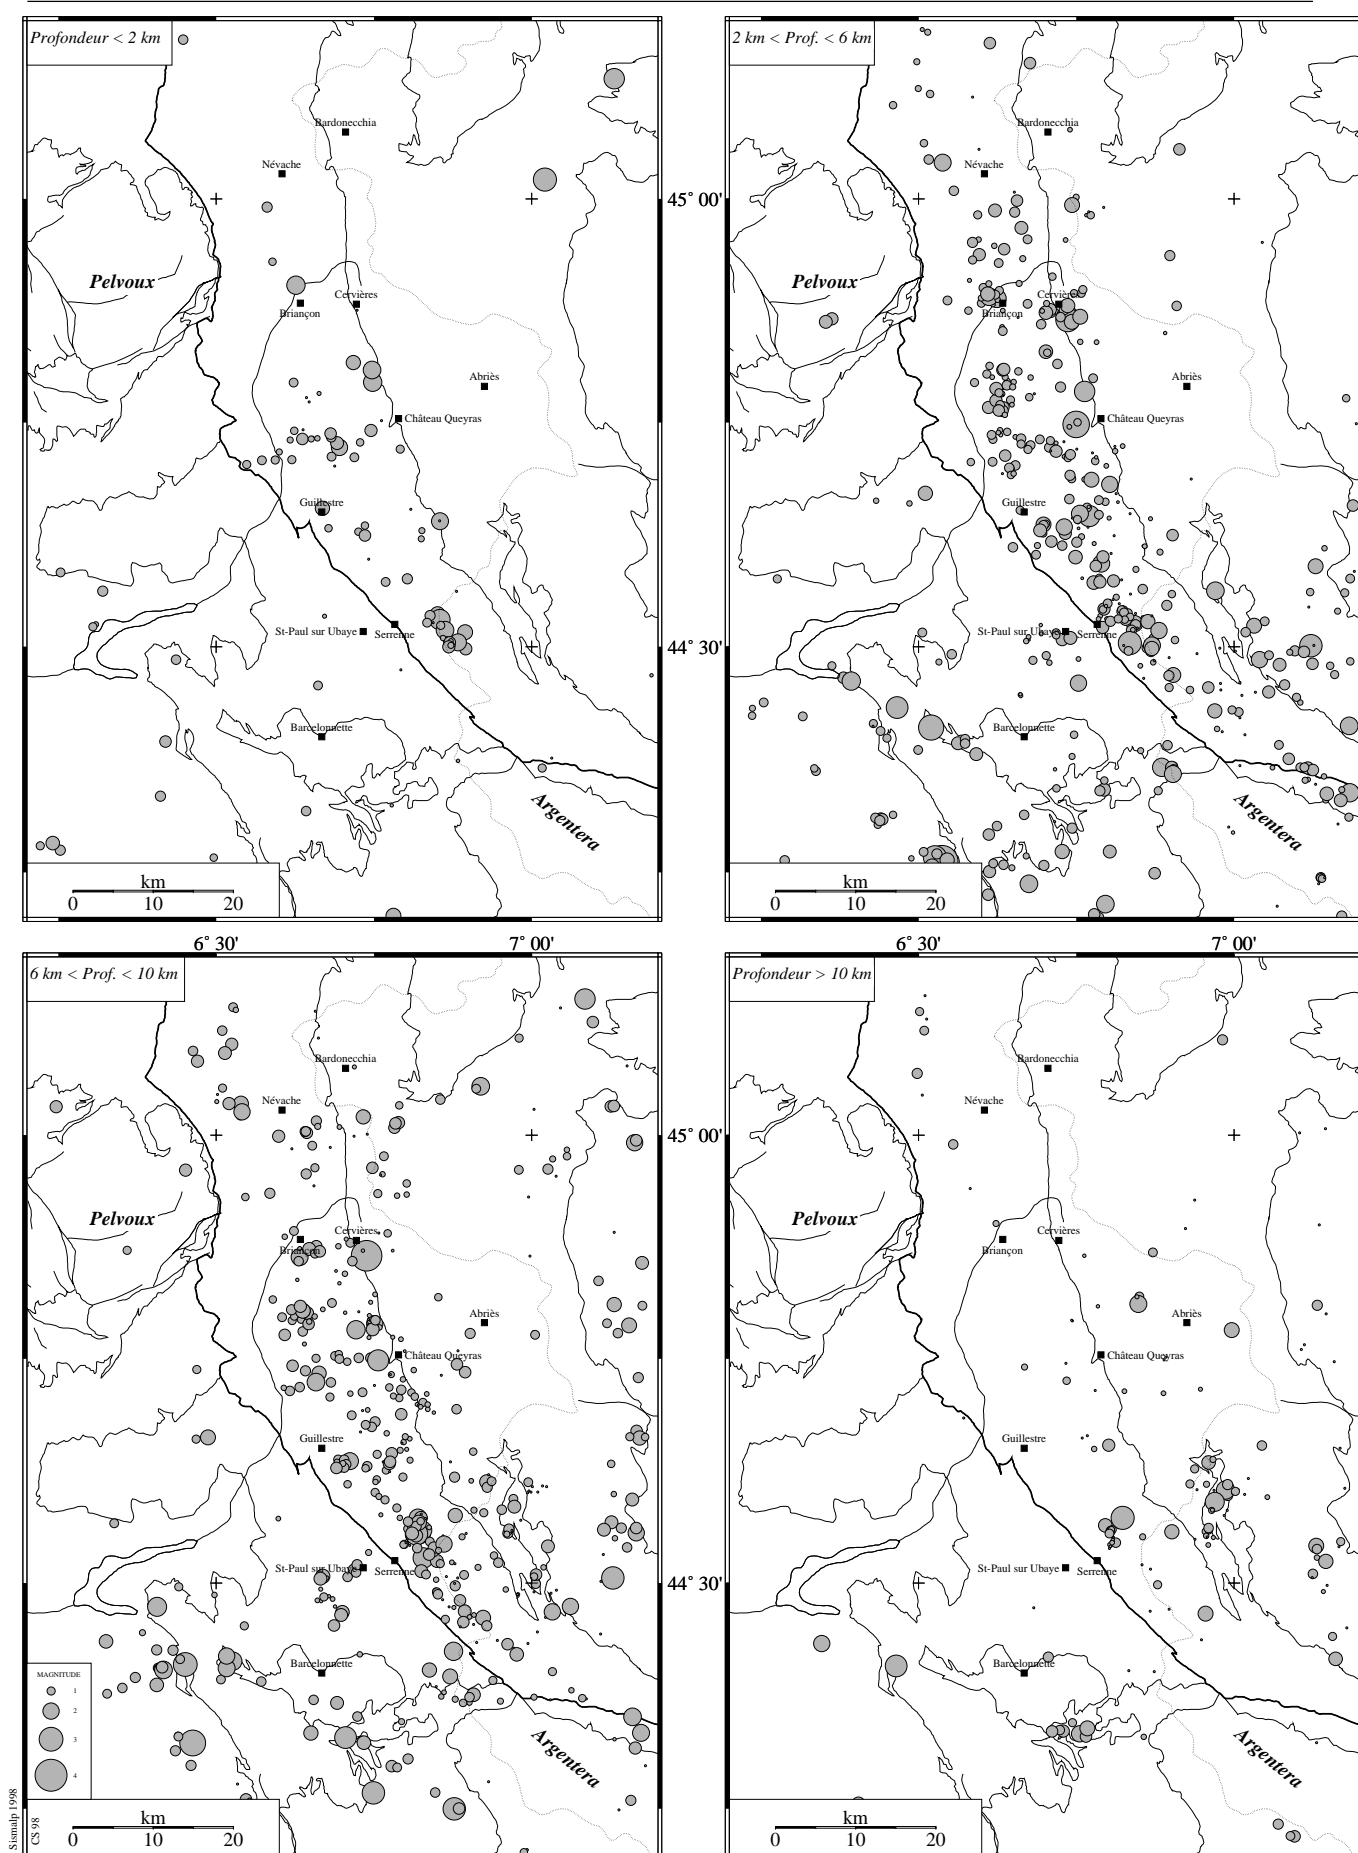 Profondeur < 2 km
Bardonecchia
Névache
Pelvoux
Cervières
Briançon
Abriès
Château Queyras
Guillestre
St-Paul sur Ubaye
Serrenne
Barcelonnette
Argentera
km
0 10 20
2 km < Prof. < 6 km
Bardonecchia
Névache
45° 00'
Pelvoux
Cervières
Briançon
Abriès
Château Queyras
Guillestre
St-Paul sur Ubaye
Serrenne
44° 30'
Barcelonnette
Argentera
km
0 10 20
6° 30' 7° 00'
6° 30' 7° 00'
6 km < Prof. < 10 km
Bardonecchia
Névache
Pelvoux
Cervières
Briançon
Abriès
Château Queyras
Guillestre
St-Paul sur Ubaye
Serrenne
Barcelonnette
Argentera
MAGNITUDE
1
2
3
4
km
0 10 20
Sismalp 1998
CS 98
Profondeur > 10 km
Bardonecchia
Névache
45° 00'
Pelvoux
Cervières
Briançon
Abriès
Château Queyras
Guillestre
St-Paul sur Ubaye
Serrenne
44° 30'
Barcelonnette
Argentera
km
0 10 20